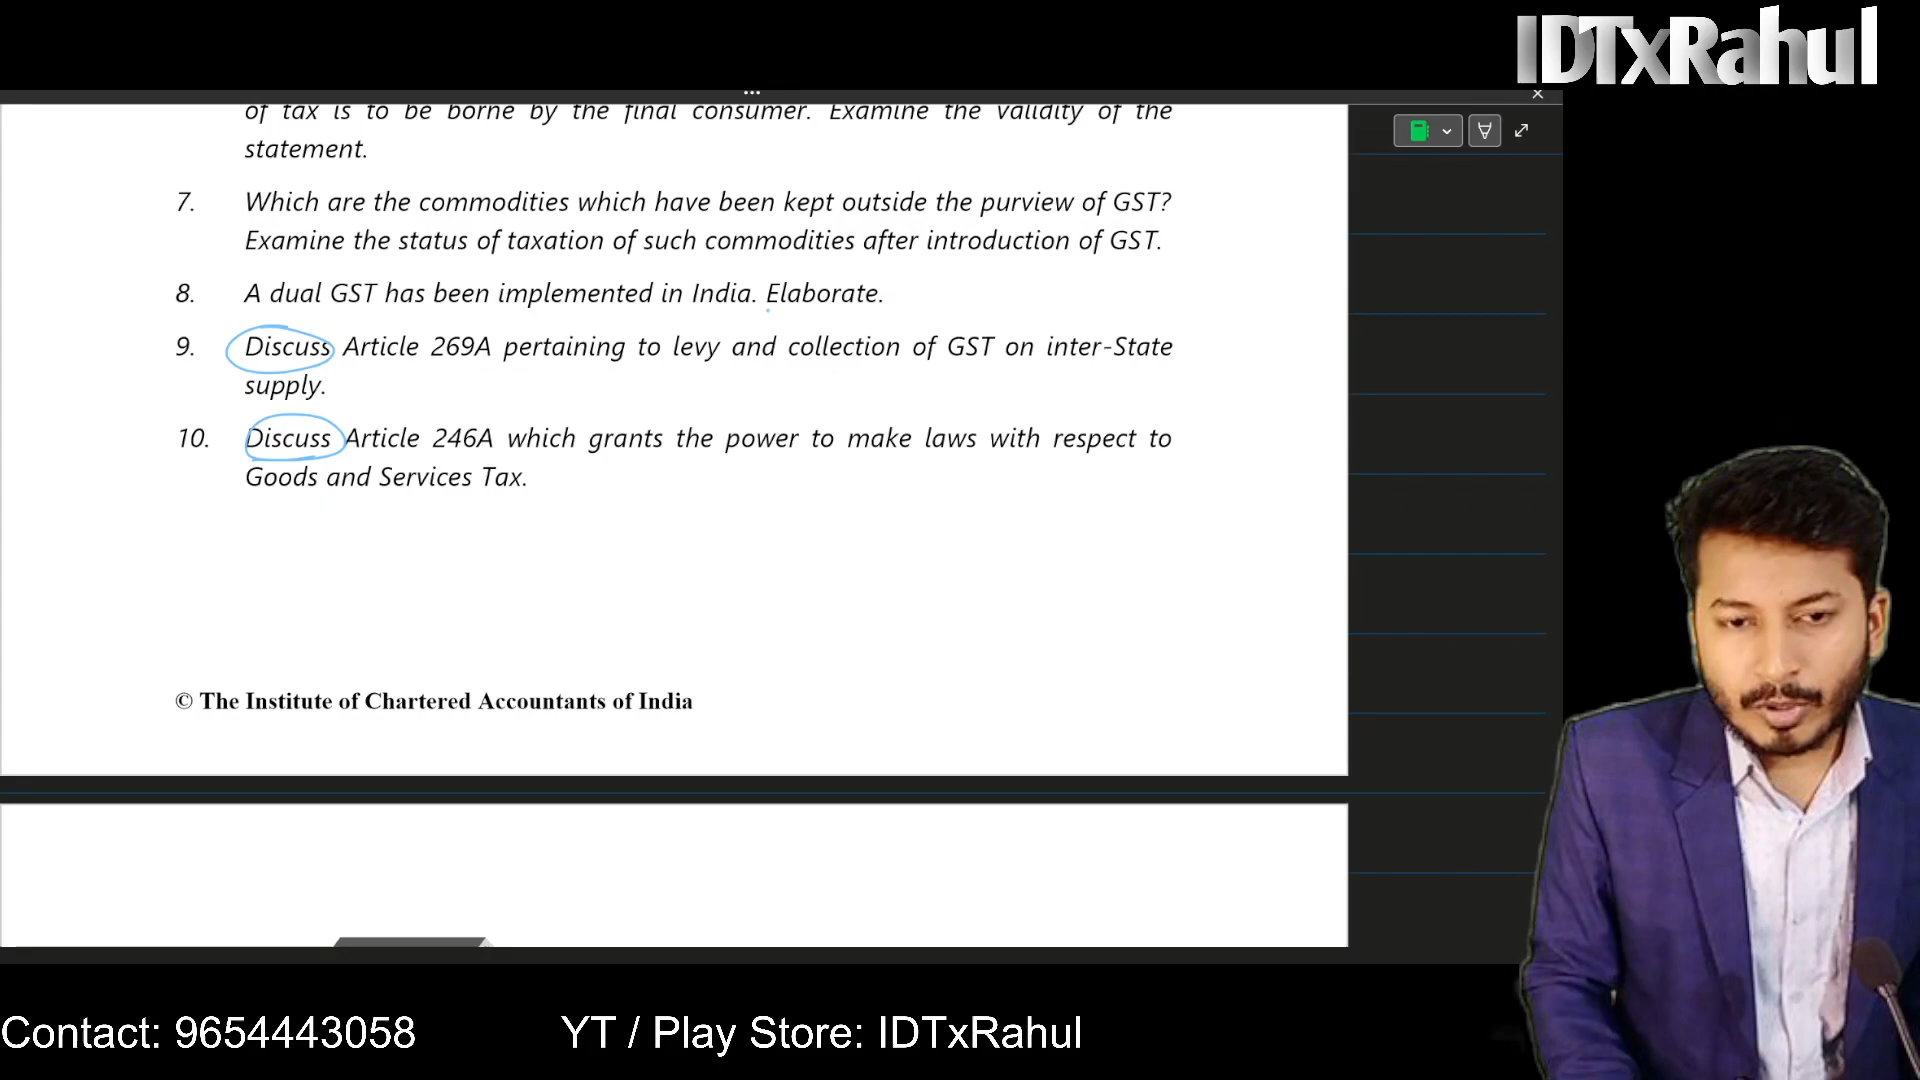 IDTxRahul
of tax is to be borne by the final consumer. Examine the validity of the
statement.
7. Which are the commodities which have been kept outside the purview of GST?
Examine the status of taxation of such commodities after introduction of GST.
8. A dual GST has been implemented in India. Elaborate.
9. Discuss Article 269A pertaining to levy and collection of GST on inter-State
supply.
10. Discuss Article 246A which grants the power to make laws with respect to
Goods and Services Tax.
© The Institute of Chartered Accountants of India
Contact: 9654443058 YT / Play Store: IDTxRahul